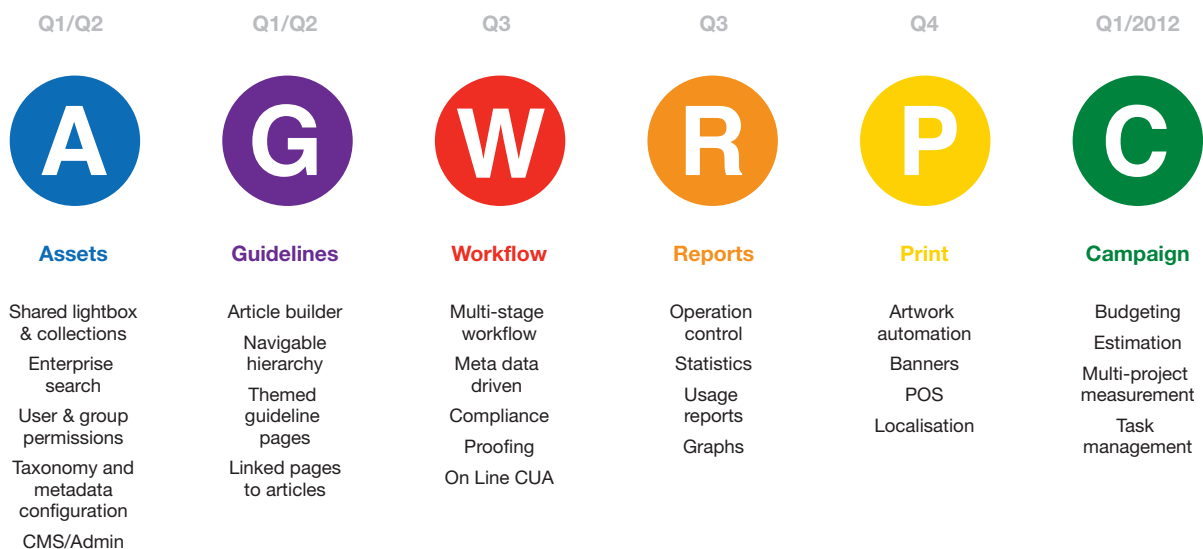 Q1/Q2
Q1/Q2
Q3
Q3
Q4
Q1/2012
A
G
W
R
P
C
Assets
Guidelines
Workflow
Reports
Print
Campaign
Shared lightbox
& collections
Enterprise
search
User & group
permissions
Taxonomy and
metadata
configuration
CMS/Admin
Article builder
Navigable
hierarchy
Themed
guideline
pages
Linked pages
to articles
Multi-stage
workflow
Meta data
driven
Compliance
Proofing
On Line CUA
Operation
control
Statistics
Usage
reports
Graphs
Artwork
automation
Banners
POS
Localisation
Budgeting
Estimation
Multi-project
measurement
Task
management